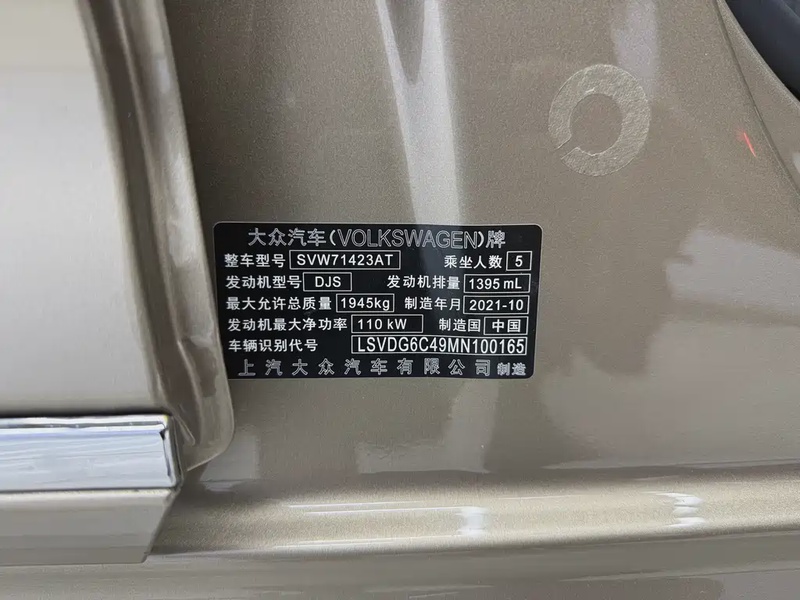 大众汽车(VOLKSWAGEN)牌
整车型号 SVW71423AT 乘坐人数 5
发动机型号 DJS 发动机排量 1395 mL
最大允许总质量 1945kg 制造年月 2021-10
发动机最大净功率 110 kW 制造国 中国
车辆识别代号 LSVDG6C49MN100165
上汽大众汽车有限公司 制造